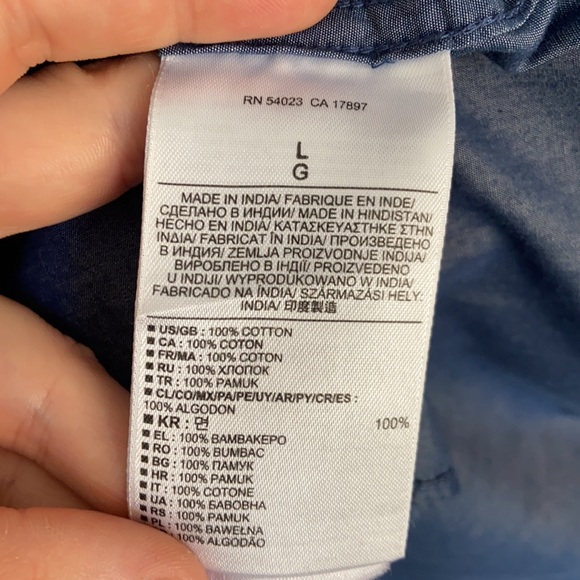 RN 54023 CA 17897
L
G
MADE IN INDIA/ FABRIQUE EN INDE/
СДЕЛАНО В ИНДИИ/ MADE IN HINDISTAN/
HECHO EN INDIA/ ΚΑΤΑΣΚΕΥΑΣΤΗΚΕ ΣΤΗΝ
ΙΝΔΙΑ/ FABRICAT ÎN INDIA/ ПРОИЗВЕДЕНО
В ИНДИЯ/ ZEMLJA PROIZVODNJE INDIJA/
ВИРОБЛЕНО В ІНДІЇ/ PROIZVEDENO
U INDIJI/ WYPRODUKOWANO W INDIA/
FABRICADO NA ÍNDIA/ SZÁRMAZÁSI HELY:
INDIA/ 印度製造
US/GB : 100% COTTON
CA : 100% COTON
FR/MA : 100% COTON
RU : 100% ХЛОПОК
TR : 100% PAMUK
CL/CO/MX/PA/PE/UY/AR/PY/CR/ES :
100% ALGODON
KR : 면 100%
EL : 100% ΒΑΜΒΑΚΕΡΟ
RO : 100% BUMBAC
BG : 100% ПАМУК
HR : 100% PAMUK
IT : 100% COTONE
UA : 100% БАВОВНА
RS : 100% PAMUK
PL : 100% BAWEŁNA
: 100% ALGODÃO